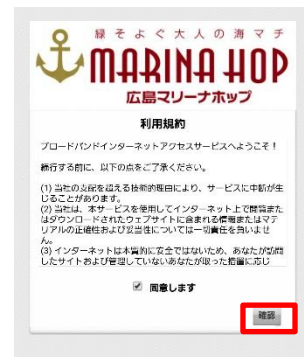 緑そよぐ大人の海マチ
MARINA HOP
広島マリーナホップ
利用規約
ブロードバンドインターネットアクセスサービスへようこそ！
続行する前に、以下の点をご了承ください。
(1) 当社の支配を超える技術的理由により、サービスに中断が生
じることがあります。
(2) 当社は、本サービスを使用してインターネット上で閲覧また
はダウンロードされたウェブサイトに含まれる情報またはマテ
リアルの正確性および妥当性については一切責任を負いませ
ん。
(3) インターネットは本質的に安全ではないため、あなたが訪問
したサイトおよび管理していないあなたが取った措置に応じ
同意します
確認